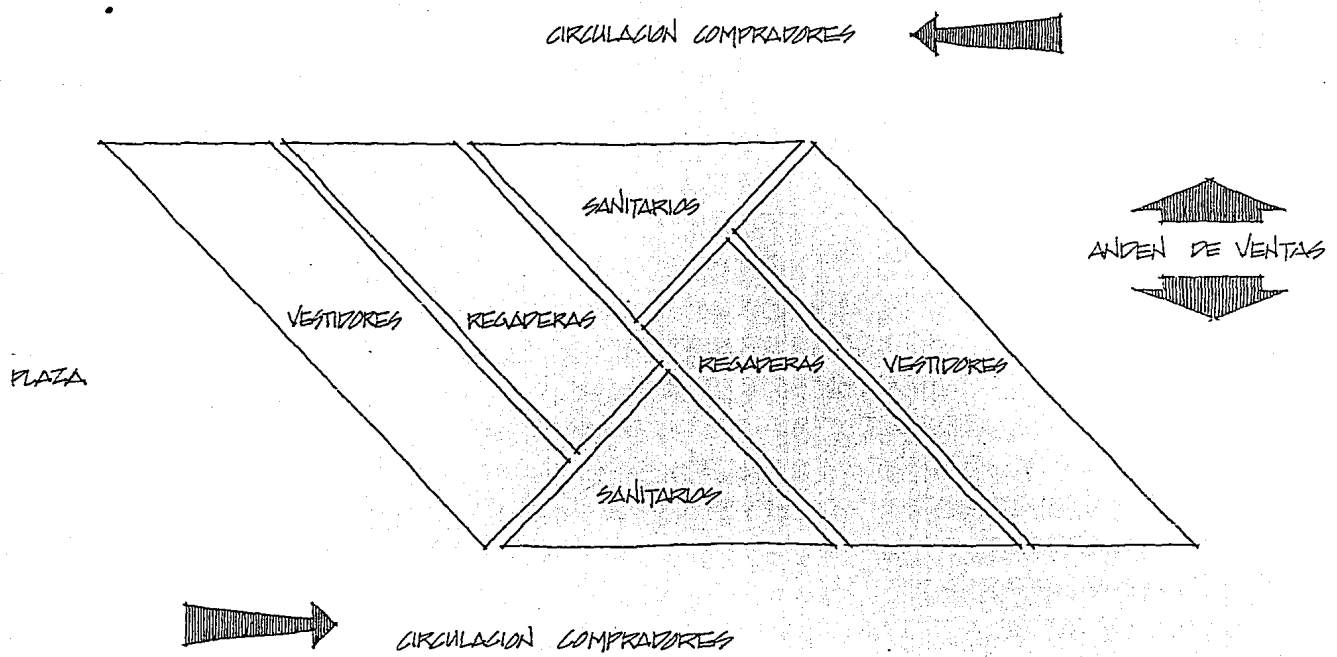 CIRCULACION COMPRADORES
SANITARIOS
ANDEN DE VENTAS
VESTIDORES
REGADERAS
REGADERAS
VESTIDORES
PLAZA
SANITARIOS
CIRCULACION COMPRADORES